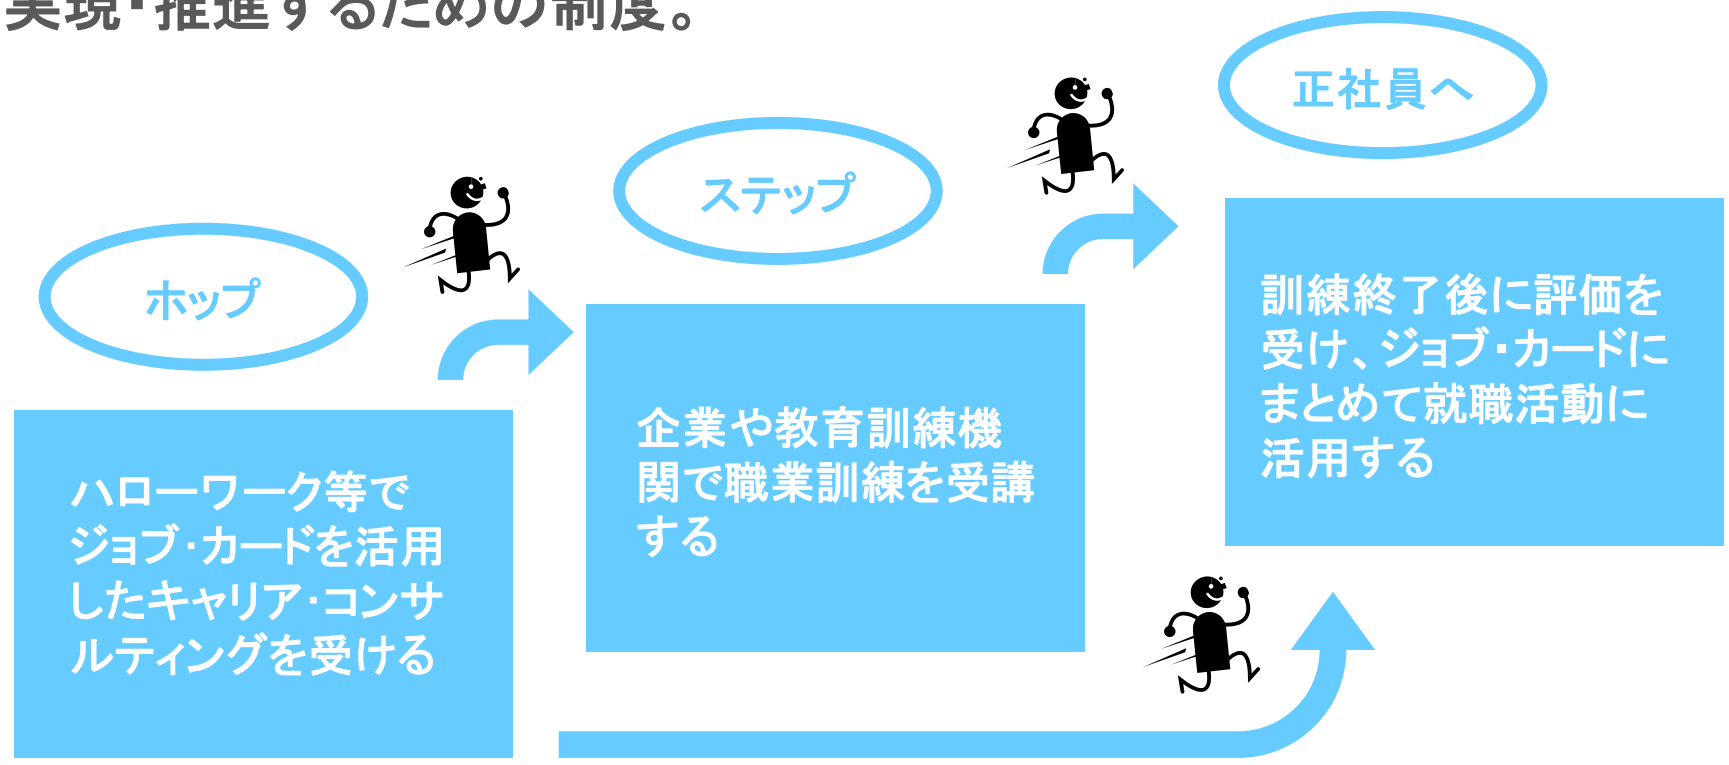 実現・推進するための制度。
正社員へ
ステップ
ホップ
訓練終了後に評価を
受け、ジョブ・カードに
まとめて就職活動に
活用する
企業や教育訓練機
関で職業訓練を受講
する
ハローワーク等で
ジョブ・カードを活用
したキャリア・コンサ
ルティングを受ける